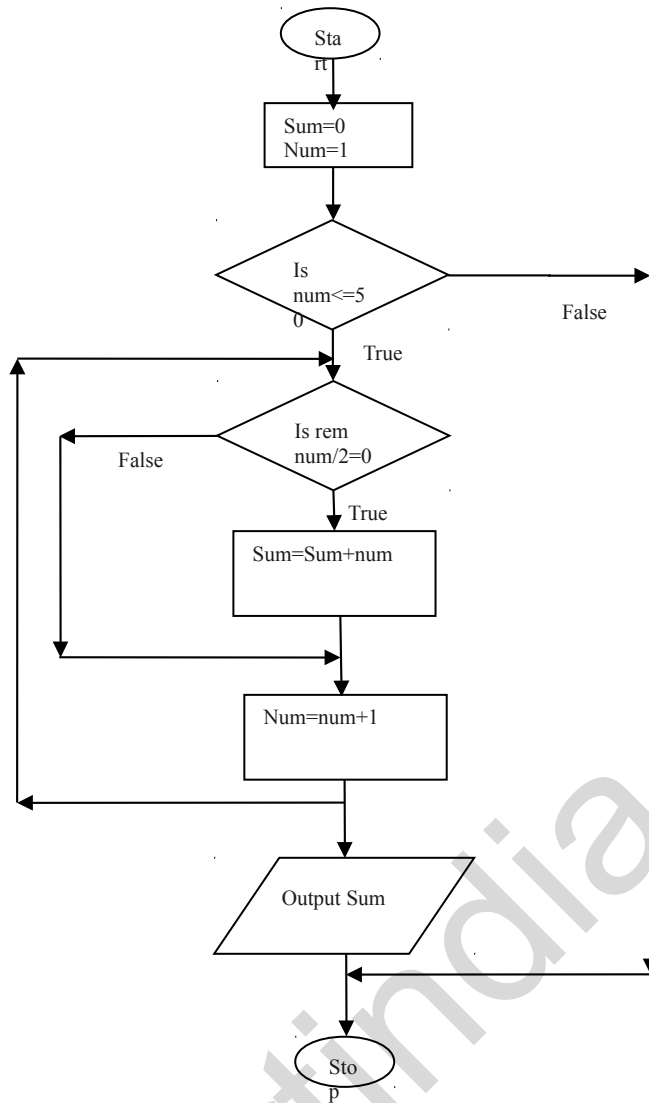 Sta
rt
Sum=0
Num=1
Is
num<=5
0
False
True
Is rem
num/2=0
False
True
Sum=Sum+num
Num=num+1
Output Sum
Sto
p